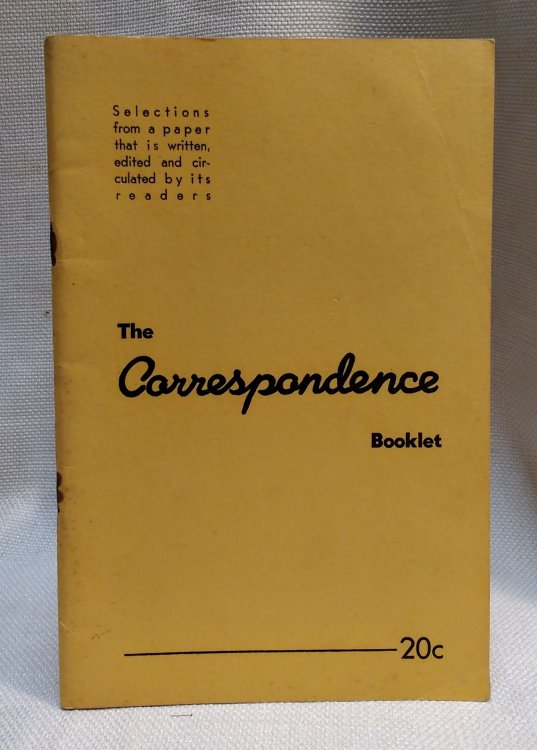 Selections
from a paper
that is written,
edited and cir-
culated by its
readers
The
Correspondence
Booklet
20c